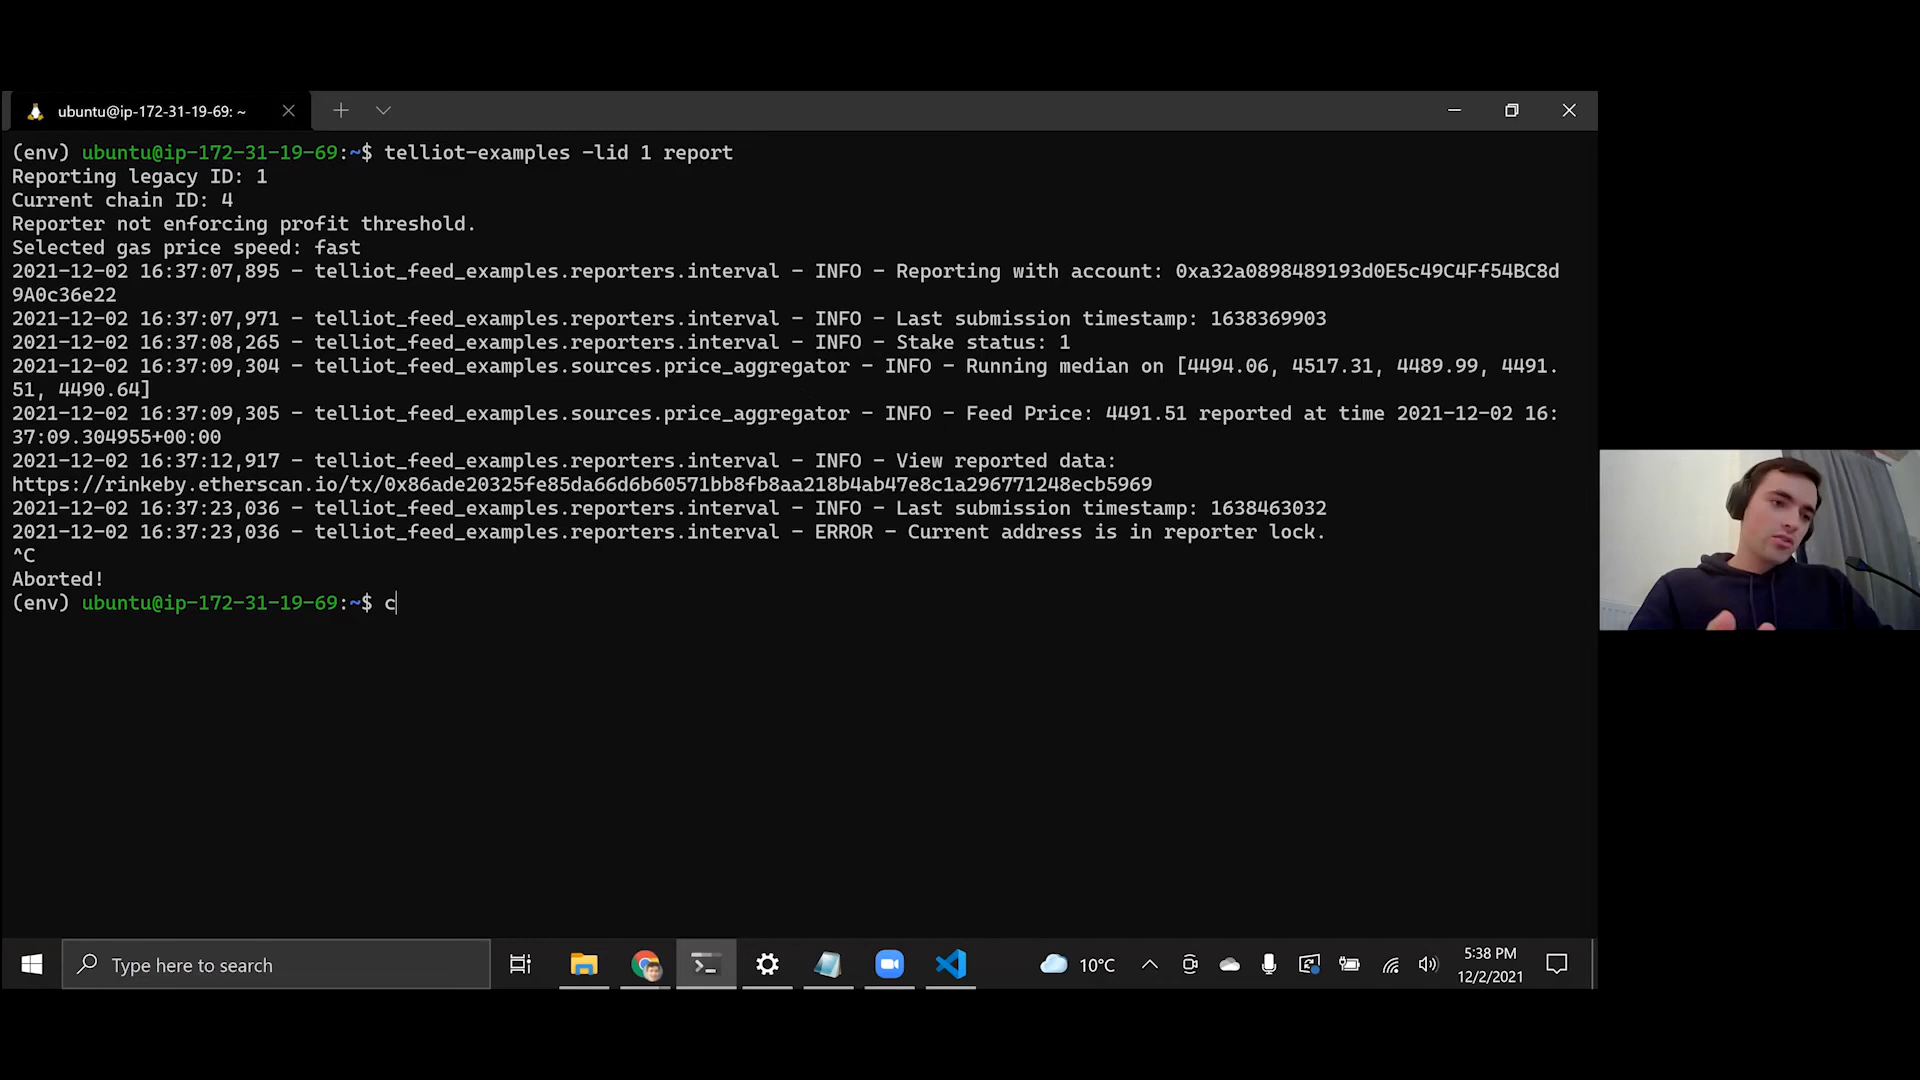 ubuntu@ip-172-31-19-69: ~
(env) ubuntu@ip-172-31-19-69:~$ telliot-examples -lid 1 report
Reporting legacy ID: 1
Current chain ID: 4
Reporter not enforcing profit threshold.
Selected gas price speed: fast
2021-12-02 16:37:07,895 - telliot_feed_examples.reporters.interval - INFO - Reporting with account: 0xa32a0898489193d0E5c49C4Ff54BC8d
9A0c36e22
2021-12-02 16:37:07,971 - telliot_feed_examples.reporters.interval - INFO - Last submission timestamp: 1638369903
2021-12-02 16:37:08,265 - telliot_feed_examples.reporters.interval - INFO - Stake status: 1
2021-12-02 16:37:09,304 - telliot_feed_examples.sources.price_aggregator - INFO - Running median on [4494.06, 4517.31, 4489.99, 4491.
51, 4490.64]
2021-12-02 16:37:09,305 - telliot_feed_examples.sources.price_aggregator - INFO - Feed Price: 4491.51 reported at time 2021-12-02 16:
37:09.304955+00:00
2021-12-02 16:37:12,917 - telliot_feed_examples.reporters.interval - INFO - View reported data:
https://rinkeby.etherscan.io/tx/0x86ade20325fe85da66d6b60571bb8fb8aa218b4ab47e8c1a296771248ecb5969
2021-12-02 16:37:23,036 - telliot_feed_examples.reporters.interval - INFO - Last submission timestamp: 1638463032
2021-12-02 16:37:23,036 - telliot_feed_examples.reporters.interval - ERROR - Current address is in reporter lock.
^C
Aborted!
(env) ubuntu@ip-172-31-19-69:~$ c
Type here to search
10°C
5:38 PM
12/2/2021